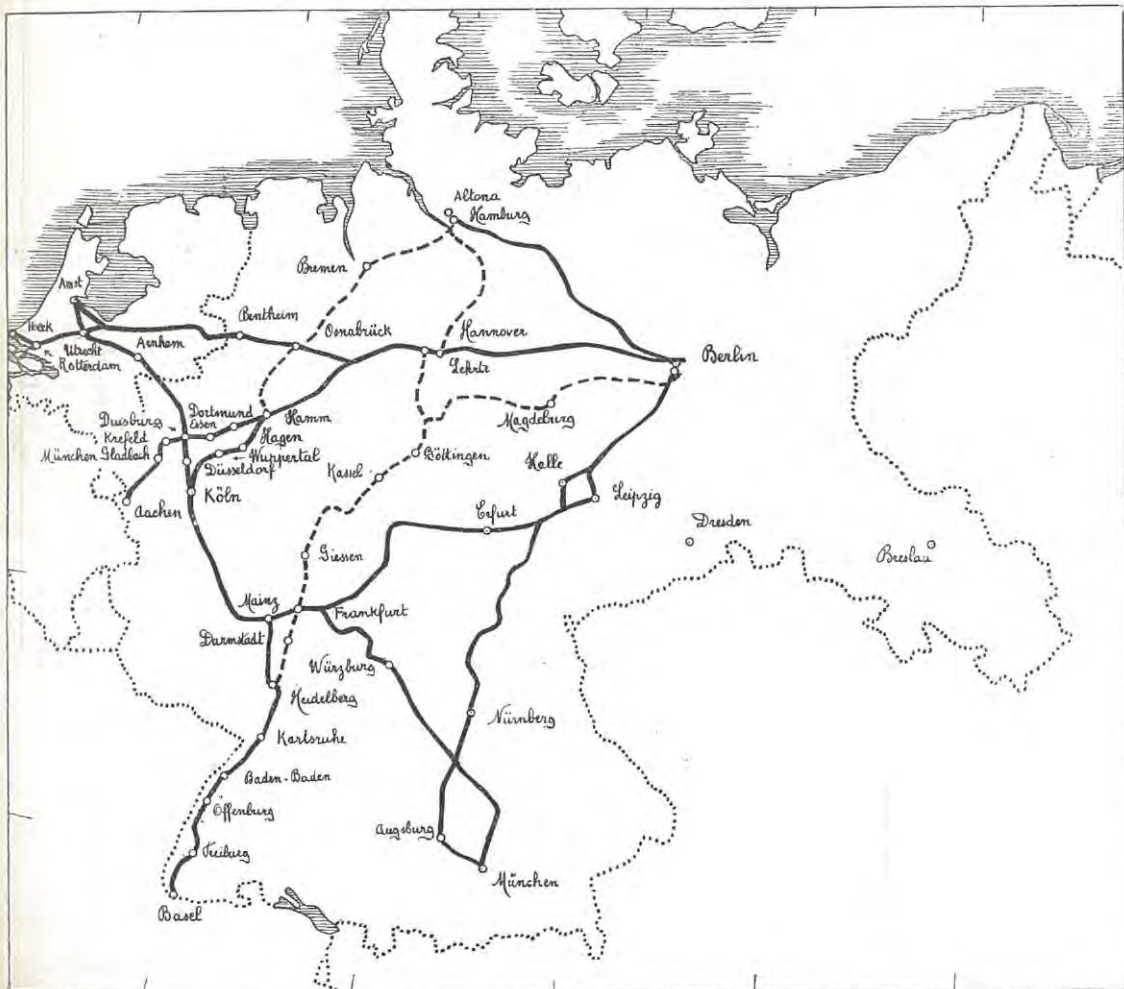 Altona
Hamburg
Bremen
Amst
Hoeck
Bentheim
Osnabrück
Hannover
Arnhem
Utrecht
Rotterdam
Lehrte
Berlin
Duisburg
Dortmund
Essen
Hamm
Magdeburg
Krefeld
Hagen
München Gladbach
Wuppertal
Düsseldorf
Göttingen
Kassel
Halle
Köln
Leipzig
Aachen
Erfurt
Dresden
Breslau
Giessen
Mainz
Frankfurt
Darmstadt
Würzburg
Heidelberg
Nürnberg
Karlsruhe
Baden-Baden
Offenburg
Augsburg
Freiburg
München
Basel